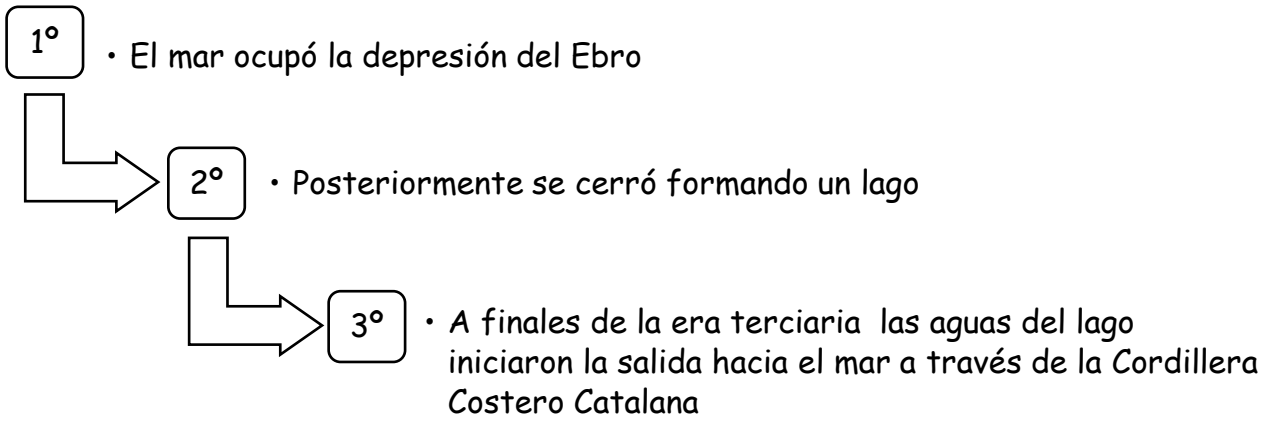 1º
• El mar ocupó la depresión del Ebro
2º
• Posteriormente se cerró formando un lago
3º
• A finales de la era terciaria las aguas del lago
iniciaron la salida hacia el mar a través de la Cordillera
Costero Catalana